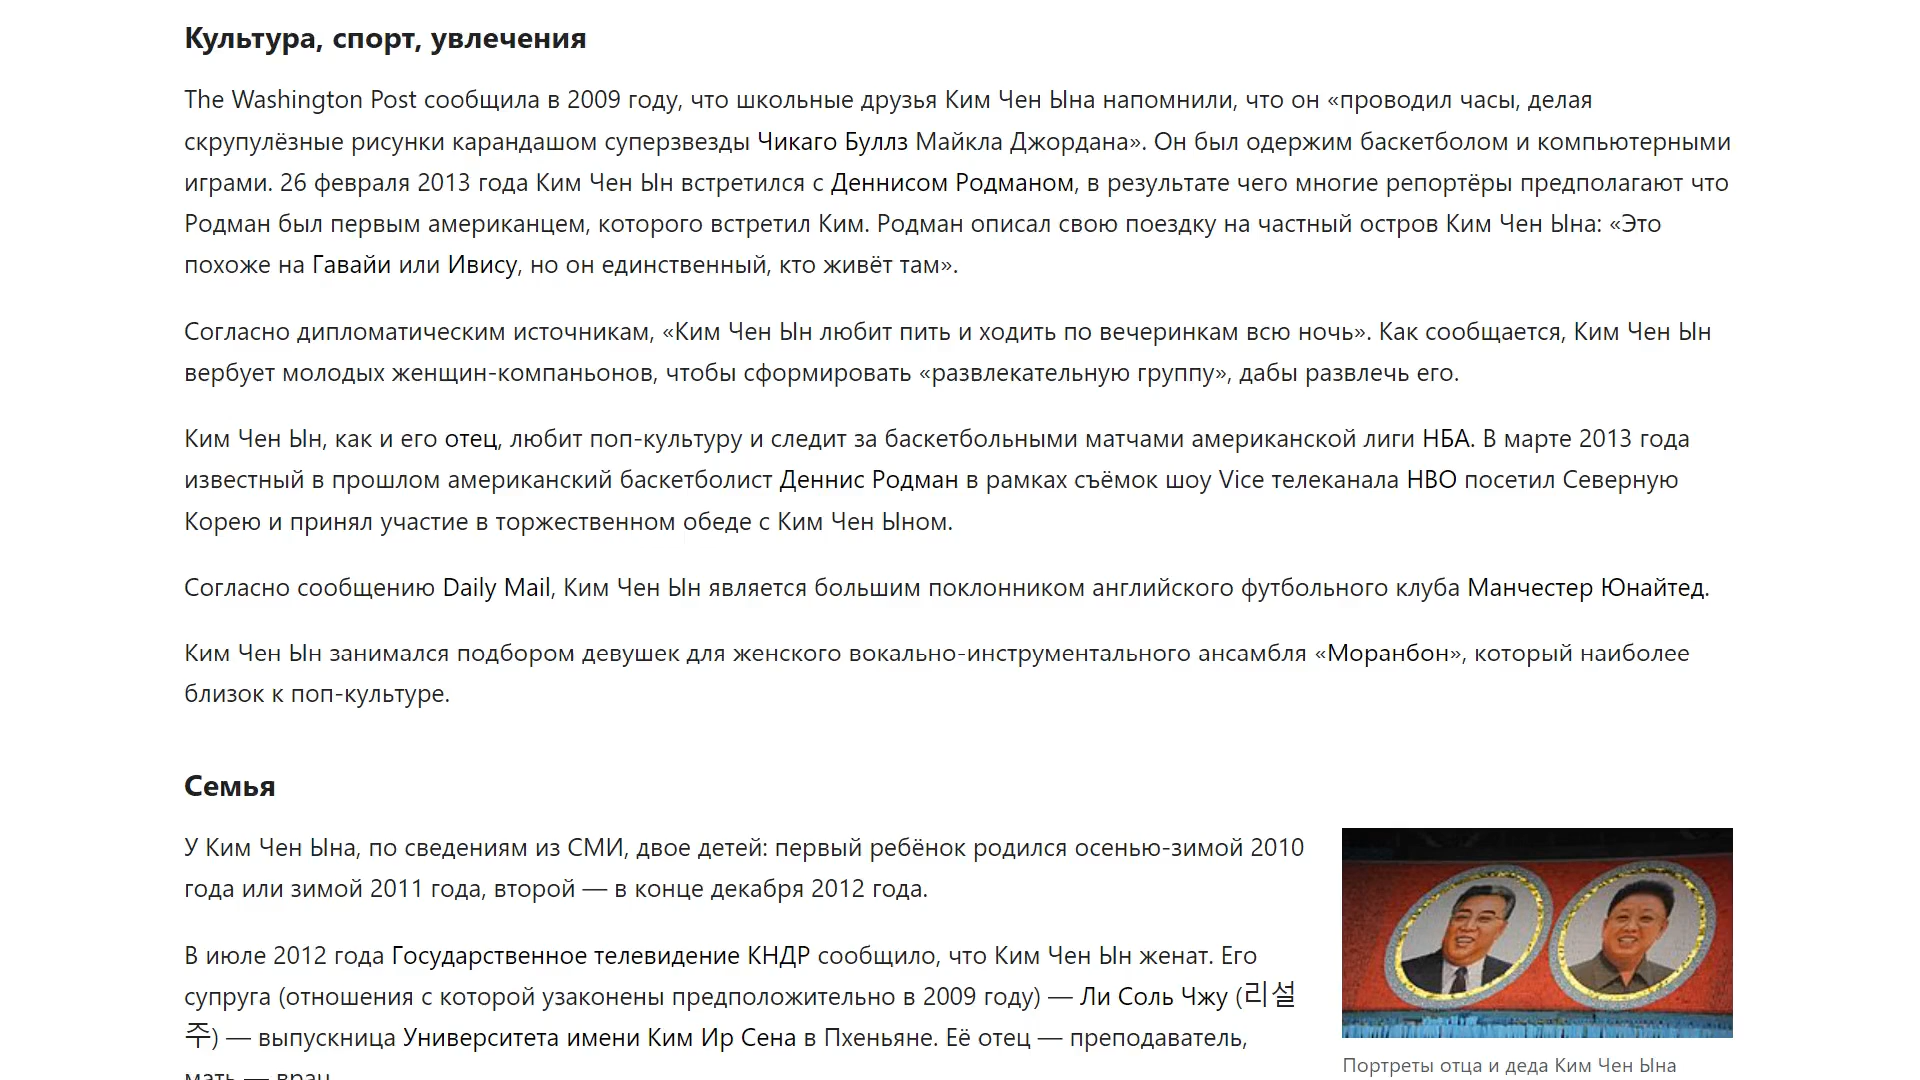 Культура, спорт, увлечения
The Washington Post сообщила в 2009 году, что школьные друзья Ким Чен Ына напомнили, что он «проводил часы, делая
скрупулёзные рисунки карандашом суперзвезды Чикаго Буллз Майкла Джордана». Он был одержим баскетболом и компьютерными
играми. 26 февраля 2013 года Ким Чен Ын встретился с Деннисом Родманом, в результате чего многие репортёры предполагают что
Родман был первым американцем, которого встретил Ким. Родман описал свою поездку на частный остров Ким Чен Ына: «Это
похоже на Гавайи или Ивису, но он единственный, кто живёт там».
Согласно дипломатическим источникам, «Ким Чен Ын любит пить и ходить по вечеринкам всю ночь». Как сообщается, Ким Чен Ын
вербует молодых женщин-компаньонов, чтобы сформировать «развлекательную группу», дабы развлечь его.
Ким Чен Ын, как и его отец, любит поп-культуру и следит за баскетбольными матчами американской лиги НБА. В марте 2013 года
известный в прошлом американский баскетболист Деннис Родман в рамках съёмок шоу Vice телеканала HBO посетил Северную
Корею и принял участие в торжественном обеде с Ким Чен Ыном.
Согласно сообщению Daily Mail, Ким Чен Ын является большим поклонником английского футбольного клуба Манчестер Юнайтед.
Ким Чен Ын занимался подбором девушек для женского вокально-инструментального ансамбля «Моранбон», который наиболее
близок к поп-культуре.
Семья
У Ким Чен Ына, по сведениям из СМИ, двое детей: первый ребёнок родился осенью-зимой 2010
года или зимой 2011 года, второй — в конце декабря 2012 года.
В июле 2012 года Государственное телевидение КНДР сообщило, что Ким Чен Ын женат. Его
супруга (отношения с которой узаконены предположительно в 2009 году) — Ли Соль Чжу (리설
주) — выпускница Университета имени Ким Ир Сена в Пхеньяне. Её отец — преподаватель,
мать — врач.
Портреты отца и деда Ким Чен Ына